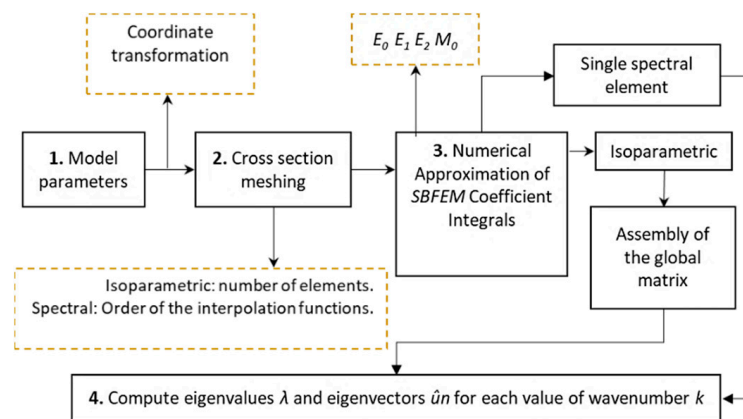 Coordinate
transformation
E₀ E₁ E₂ M₀
Single spectral
element
1. Model
parameters
2. Cross section
meshing
3. Numerical
Approximation of
SBFEM Coefficient
Integrals
Isoparametric
Assembly of
the global
matrix
Isoparametric: number of elements.
Spectral: Order of the interpolation functions.
4. Compute eigenvalues λ and eigenvectors ûn for each value of wavenumber k